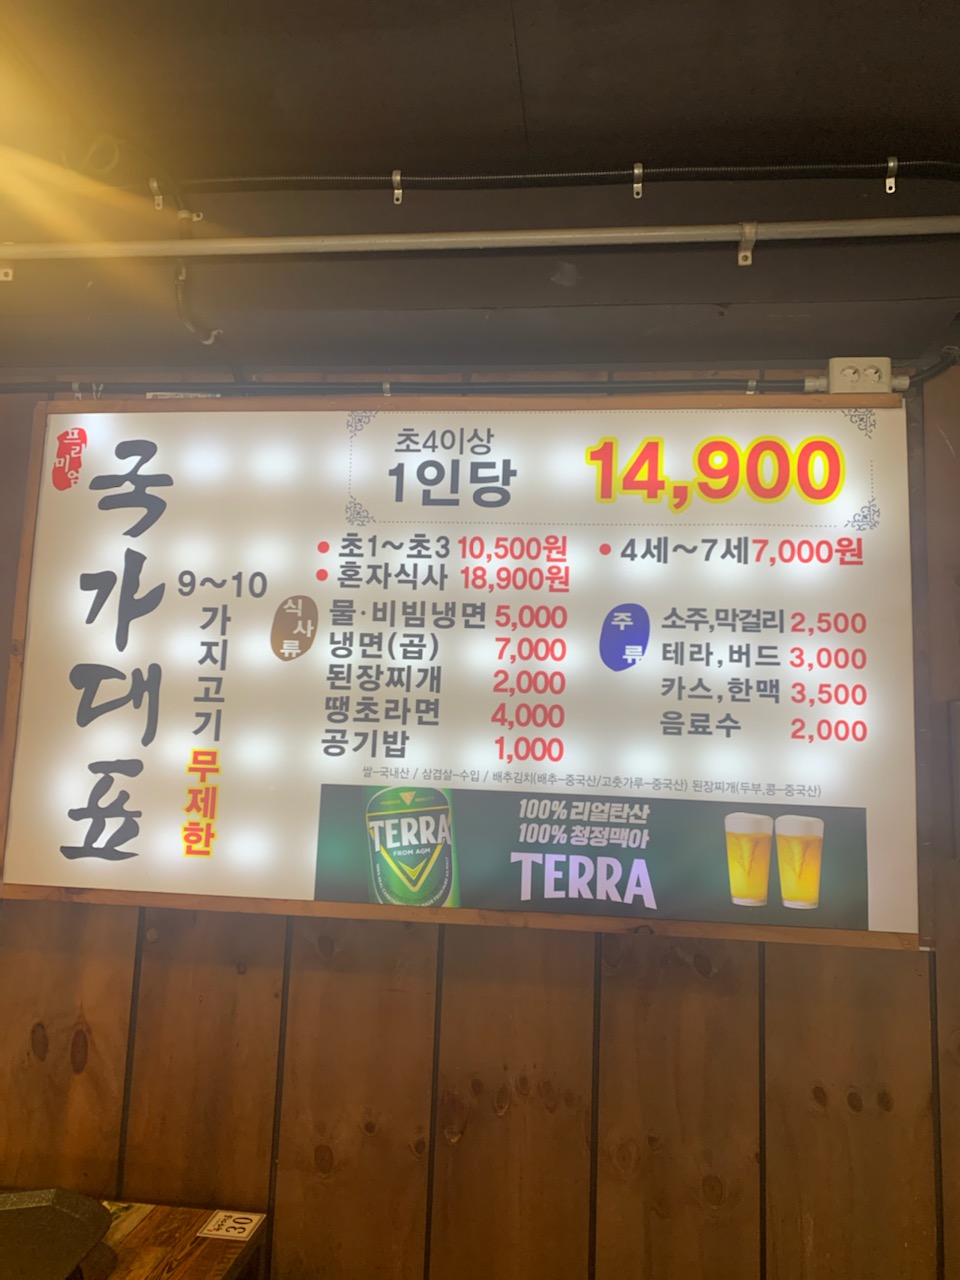 프리미엄
국가대표
9~10
가지고기
무제한
초4이상
1인당 14,900
• 초1~초3 10,500원 • 4세~7세 7,000원
• 혼자식사 18,900원
식사류
물·비빔냉면 5,000
냉면(곱) 7,000
된장찌개 2,000
땡초라면 4,000
공기밥 1,000
주류
소주,막걸리 2,500
테라,버드 3,000
카스,한맥 3,500
음료수 2,000
쌀-국내산 / 삼겹살-수입 / 배추김치(배추-중국산/고춧가루-중국산) 된장찌개(두부,콩-중국산)
TERRA
FROM AGM
100% 리얼탄산
100% 청정맥아
TERRA
30